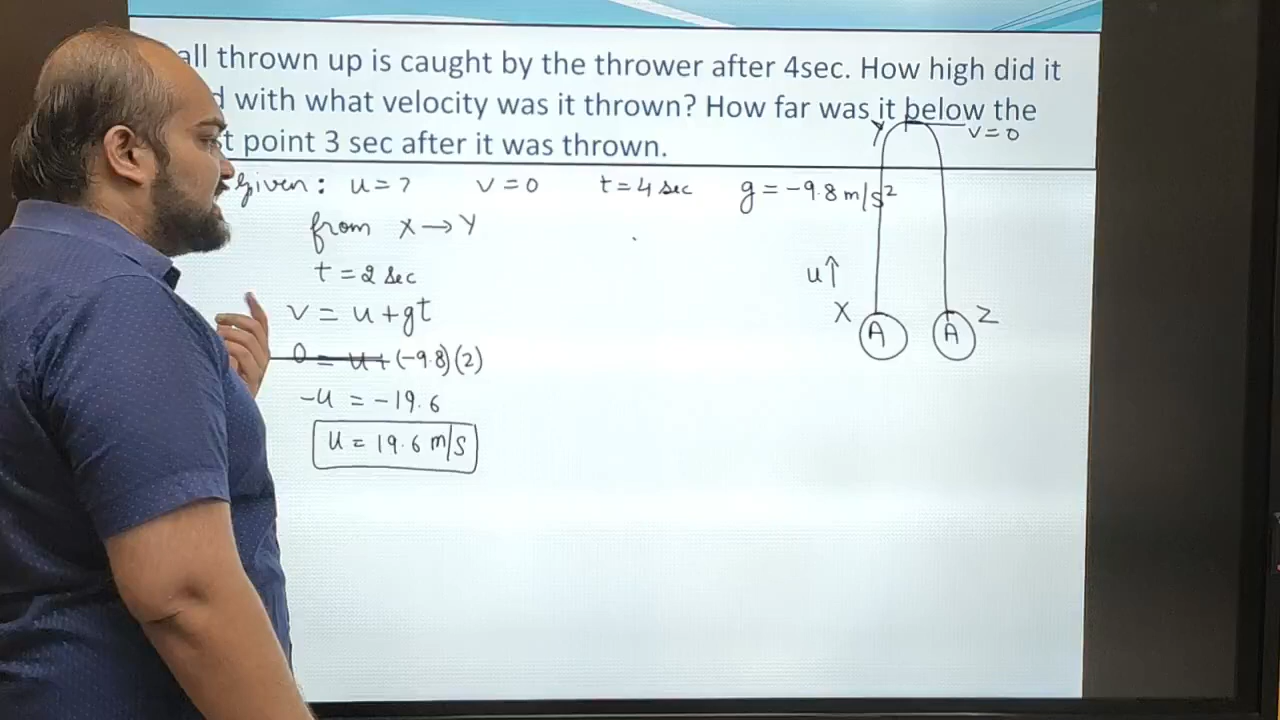 all thrown up is caught by the thrower after 4sec. How high did it
d with what velocity was it thrown? How far was it below the
t point 3 sec after it was thrown.
Given: u = ? v = 0 t = 4 sec g = -9.8 m/s²
from X → Y
t = 2 sec
v = u + gt
0 = u + (-9.8)(2)
-u = -19.6
u = 19.6 m/s
Y v = 0
u↑
X A A Z